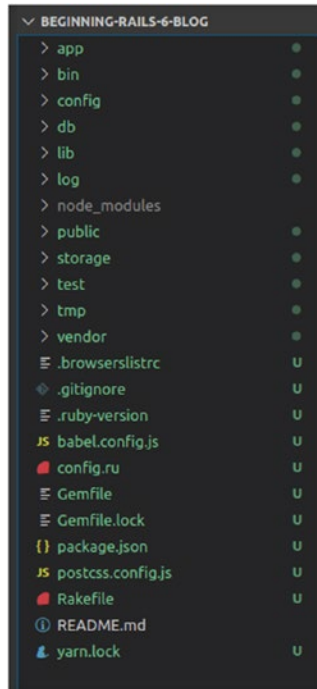 BEGINNING-RAILS-6-BLOG
app
bin
config
db
lib
log
node_modules
public
storage
test
tmp
vendor
.browserslistrc U
.gitignore U
.ruby-version U
JS babel.config.js U
config.ru U
Gemfile U
Gemfile.lock U
{} package.json U
JS postcss.config.js U
Rakefile U
README.md
yarn.lock U